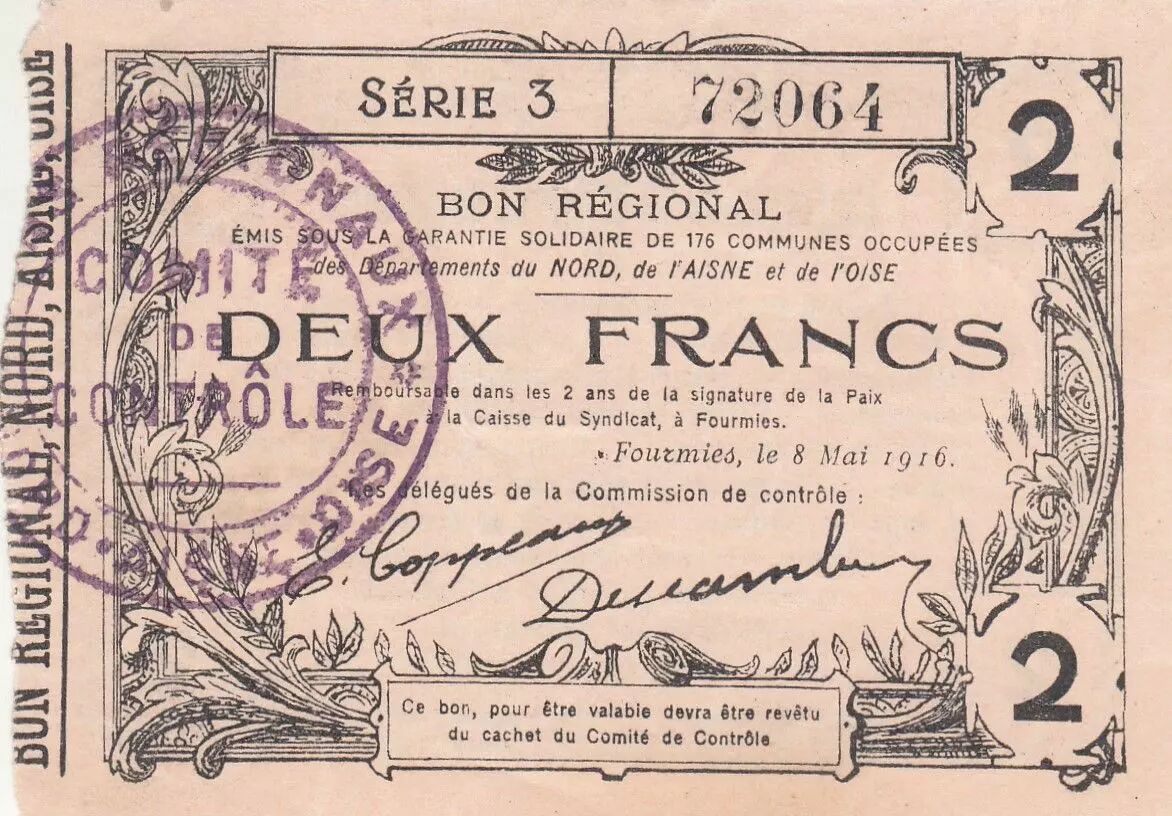 SÉRIE 3
72064
2
BON RÉGIONAL
ÉMIS SOUS LA GARANTIE SOLIDAIRE DE 176 COMMUNES OCCUPÉES
des Départements du NORD, de l'AISNE et de l'OISE
DEUX FRANCS
Remboursable dans les 2 ans de la signature de la Paix
à la Caisse du Syndicat, à Fourmies.
Fourmies, le 8 Mai 1916.
Les délégués de la Commission de contrôle :
E. Coppeaux
2
Ce bon, pour être valable devra être revêtu
du cachet du Comité de Contrôle
BON RÉGIONAL, NORD, AISNE, OISE
COMITÉ
DE
CONTRÔLE
OISE